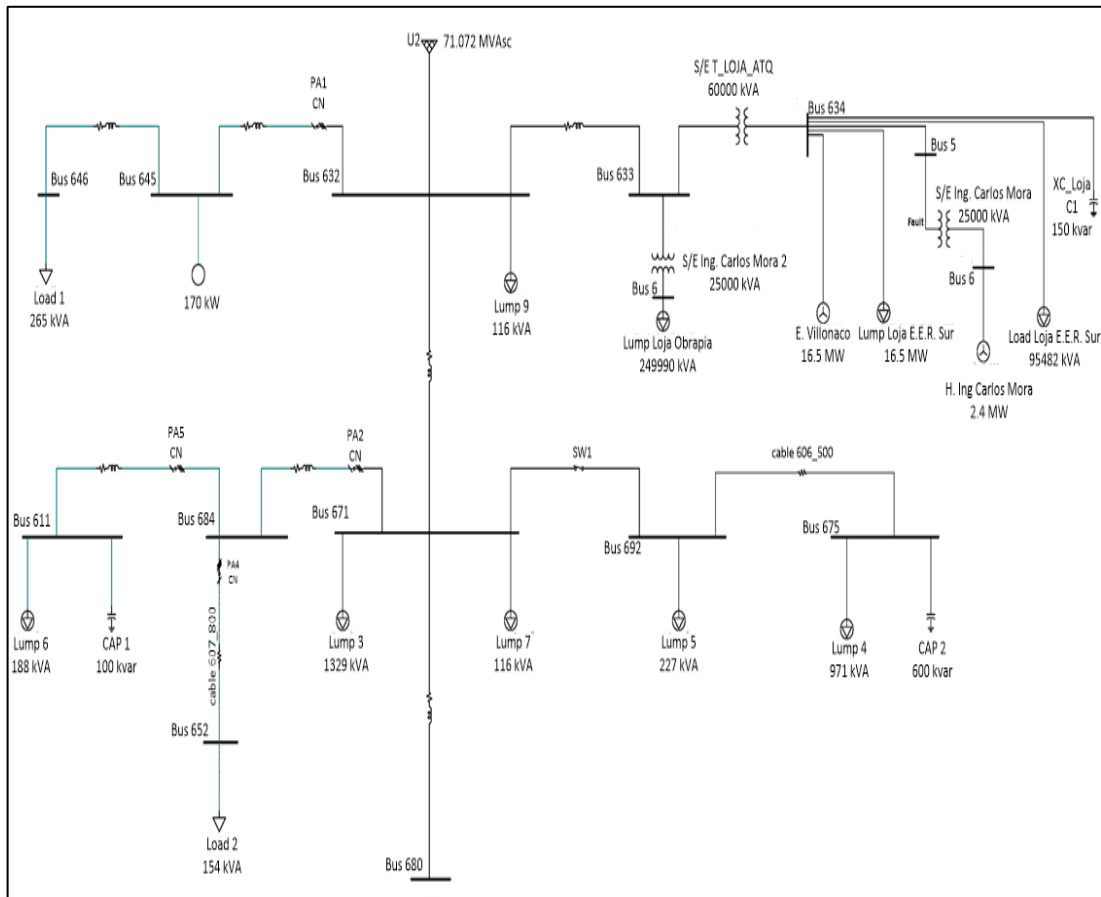 U2
71.072 MVAsc
S/E T_LOJA_ATQ
60000 kVA
PA1
CN
Bus 634
Bus 5
Bus 646
Bus 645
Bus 632
Bus 633
S/E Ing. Carlos Mora
25000 kVA
Fault
XC_Loja
C1
150 kvar
S/E Ing. Carlos Mora 2
25000 kVA
Bus 6
Bus 6
Load 1
265 kVA
170 kW
Lump 9
116 kVA
Lump Loja Obrapia
249990 kVA
E. Villonaco
16.5 MW
Lump Loja E.E.R. Sur
16.5 MW
Load Loja E.E.R. Sur
95482 kVA
H. Ing Carlos Mora
2.4 MW
PA5
CN
PA2
CN
SW1
cable 606_500
Bus 611
Bus 684
Bus 671
Bus 692
Bus 675
PA4
CN
cable 607_800
Lump 6
188 kVA
CAP 1
100 kvar
Lump 3
1329 kVA
Lump 7
116 kVA
Lump 5
227 kVA
Lump 4
971 kVA
CAP 2
600 kvar
Bus 652
Load 2
154 kVA
Bus 680